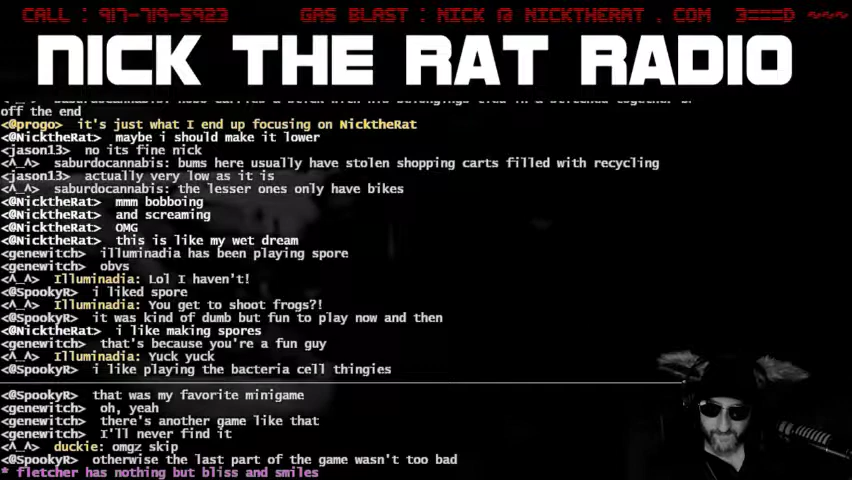 CALL : 917-719-5923 GAS BLAST : NICK @ NICKTHERAT . COM 3===D ~~~
NICK THE RAT RADIO
off the end
<@progo> it's just what I end up focusing on NicktheRat
<@NicktheRat> maybe i should make it lower
<jason13> no its fine nick
<^_^> saburdocannabis: bums here usually have stolen shopping carts filled with recycling
<jason13> actually very low as it is
<^_^> saburdocannabis: the lesser ones only have bikes
<@NicktheRat> mmm bobboing
<@NicktheRat> and screaming
<@NicktheRat> OMG
<@NicktheRat> this is like my wet dream
<genewitch> illuminadia has been playing spore
<genewitch> obvs
<^_^> Illuminadia: Lol I haven't!
<@SpookyR> i liked spore
<^_^> Illuminadia: You get to shoot frogs?!
<@SpookyR> it was kind of dumb but fun to play now and then
<@NicktheRat> i like making spores
<genewitch> that's because you're a fun guy
<^_^> Illuminadia: Yuck yuck
<@SpookyR> i like playing the bacteria cell thingies
<@SpookyR> that was my favorite minigame
<genewitch> oh, yeah
<genewitch> there's another game like that
<genewitch> I'll never find it
<^_^> duckie: omgz skip
<@SpookyR> otherwise the last part of the game wasn't too bad
* fletcher has nothing but bliss and smiles